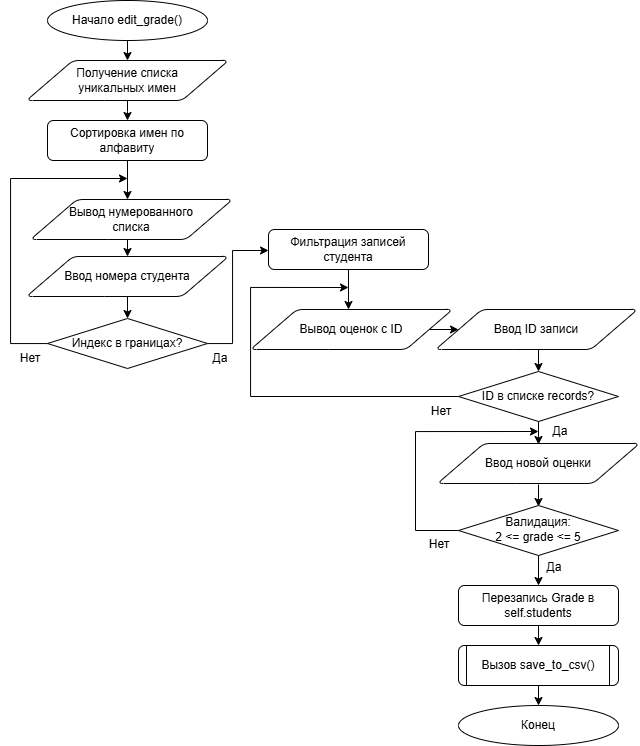 Начало edit_grade()
Получение списка
уникальных имен
Сортировка имен по
алфавиту
Вывод нумерованного
списка
Ввод номера студента
Индекс в границах?
Нет
Да
Фильтрация записей
студента
Вывод оценок с ID
Ввод ID записи
ID в списке records?
Нет
Да
Ввод новой оценки
Валидация:
2 <= grade <= 5
Нет
Да
Перезапись Grade в
self.students
Вызов save_to_csv()
Конец